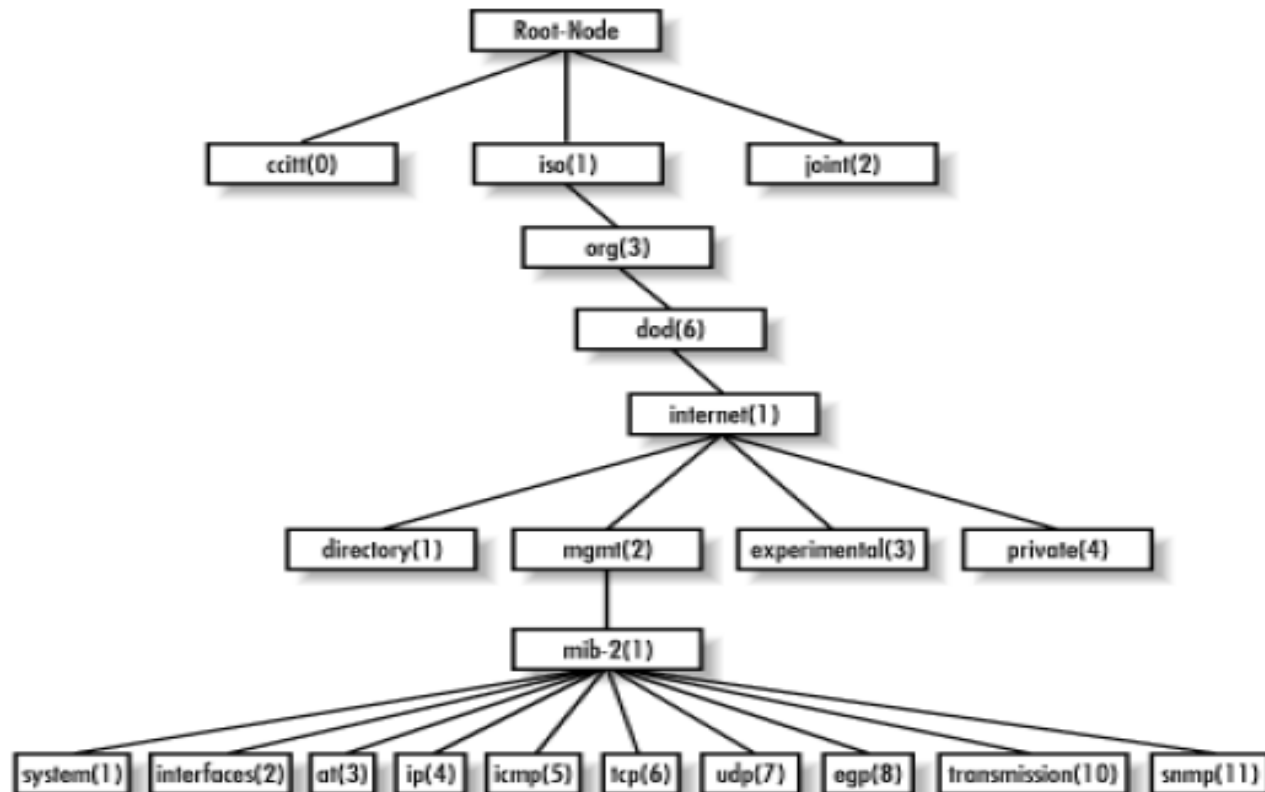 Root-Node
ccitt(0) iso(1) joint(2)
org(3)
dod(6)
internet(1)
directory(1) mgmt(2) experimental(3) private(4)
mib-2(1)
system(1) interfaces(2) at(3) ip(4) icmp(5) tcp(6) udp(7) egp(8) transmission(10) snmp(11)